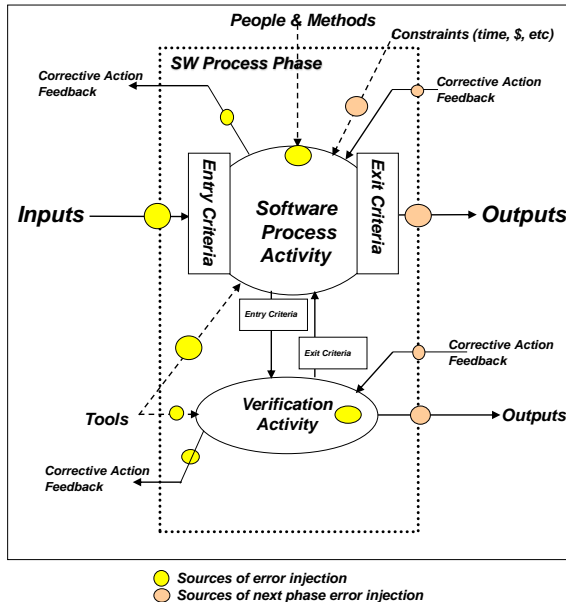 People & Methods
Constraints (time, $, etc)
SW Process Phase
Corrective Action
Feedback
Corrective Action
Feedback
Entry Criteria
Exit Criteria
Inputs
Software
Process
Activity
Outputs
Entry Criteria
Exit Criteria
Corrective Action
Feedback
Tools
Verification
Activity
Outputs
Corrective Action
Feedback
Sources of error injection
Sources of next phase error injection